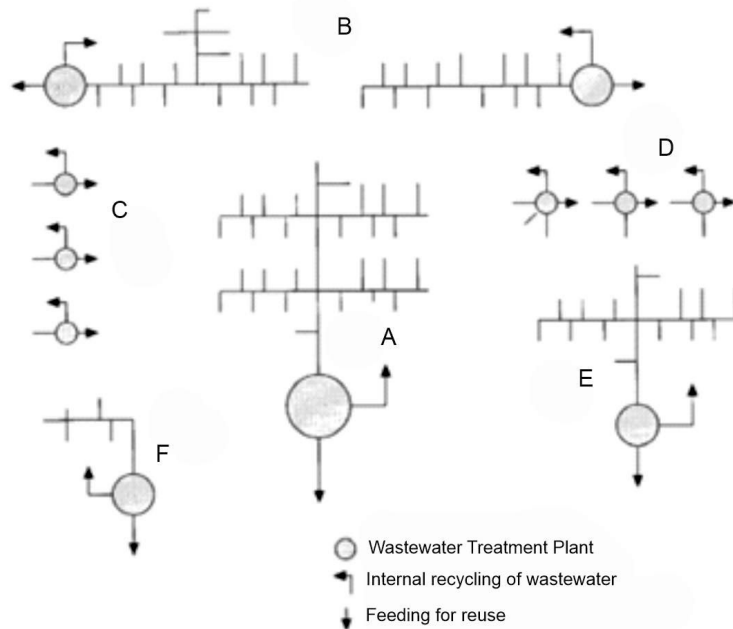 B
D
C
A
E
F
Wastewater Treatment Plant
Internal recycling of wastewater
Feeding for reuse